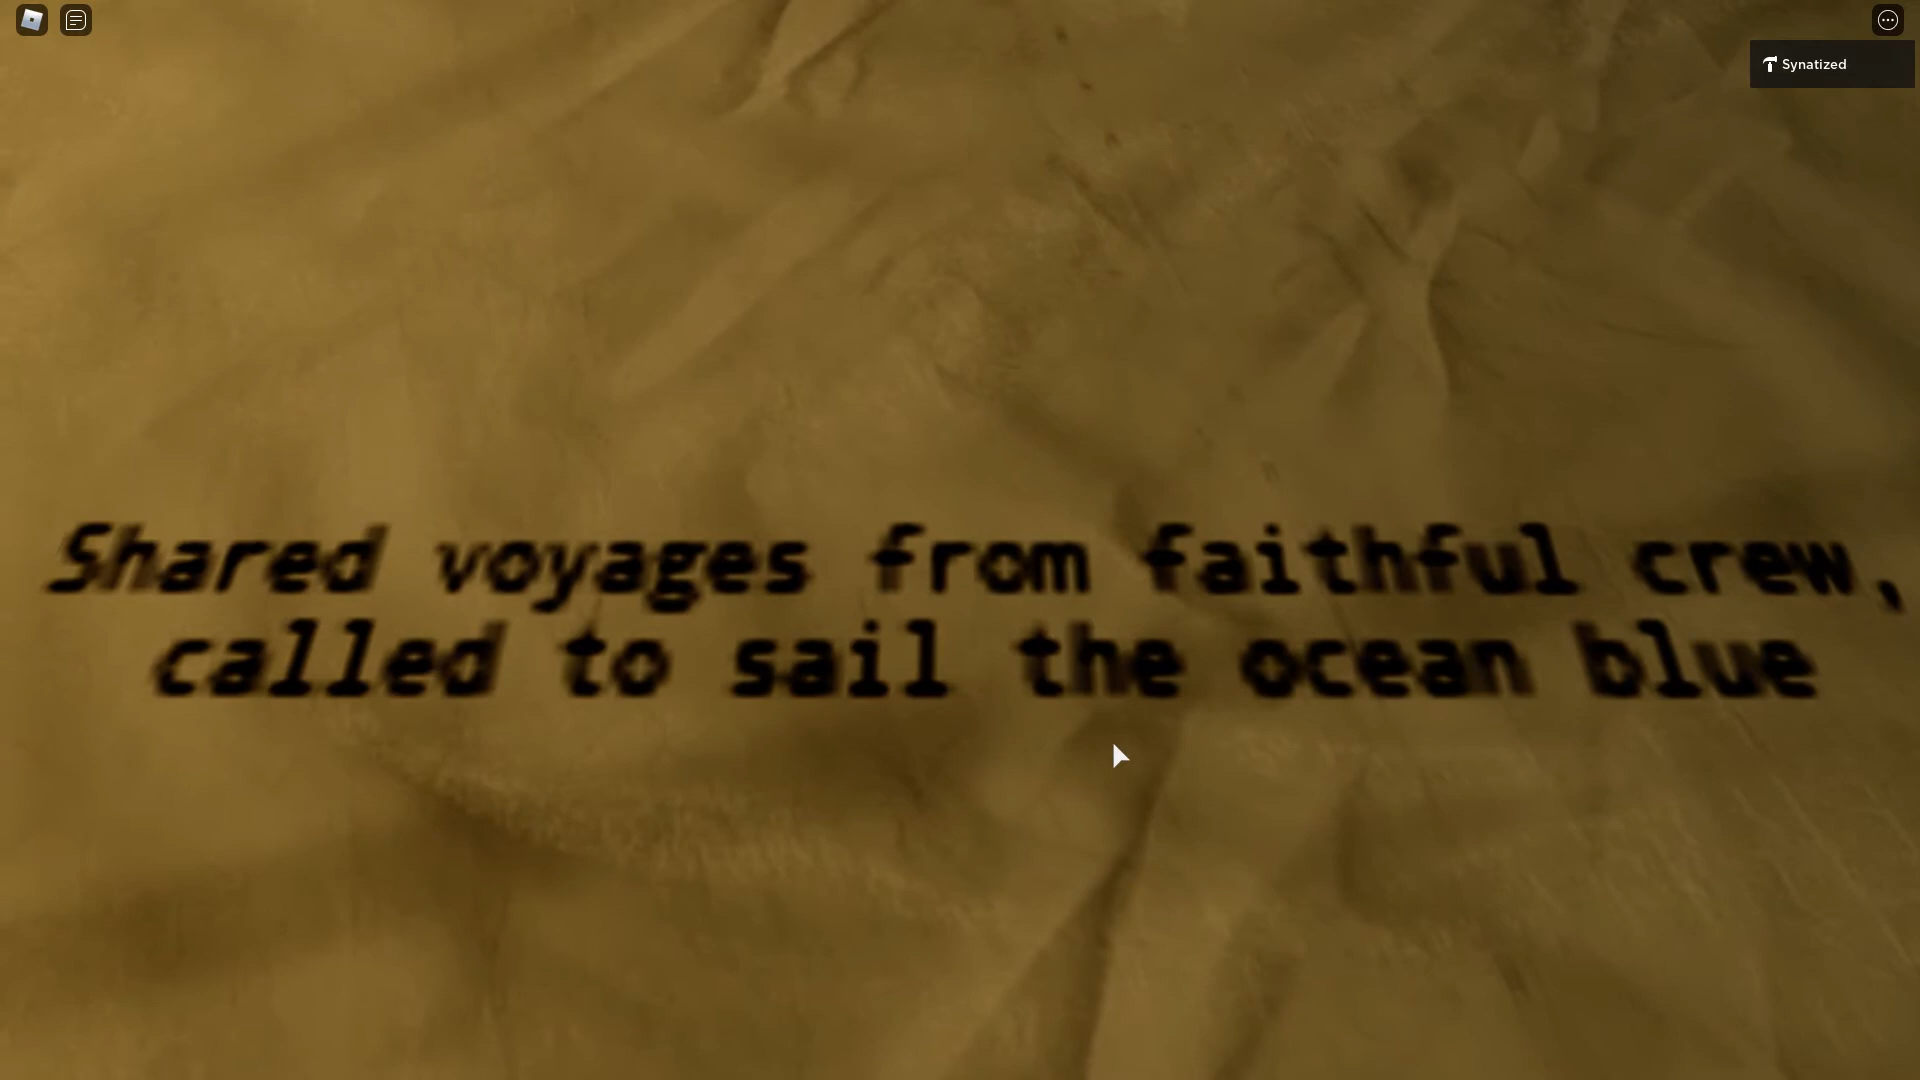 Synatized
Shared voyages from faithful crew,
called to sail the ocean blue